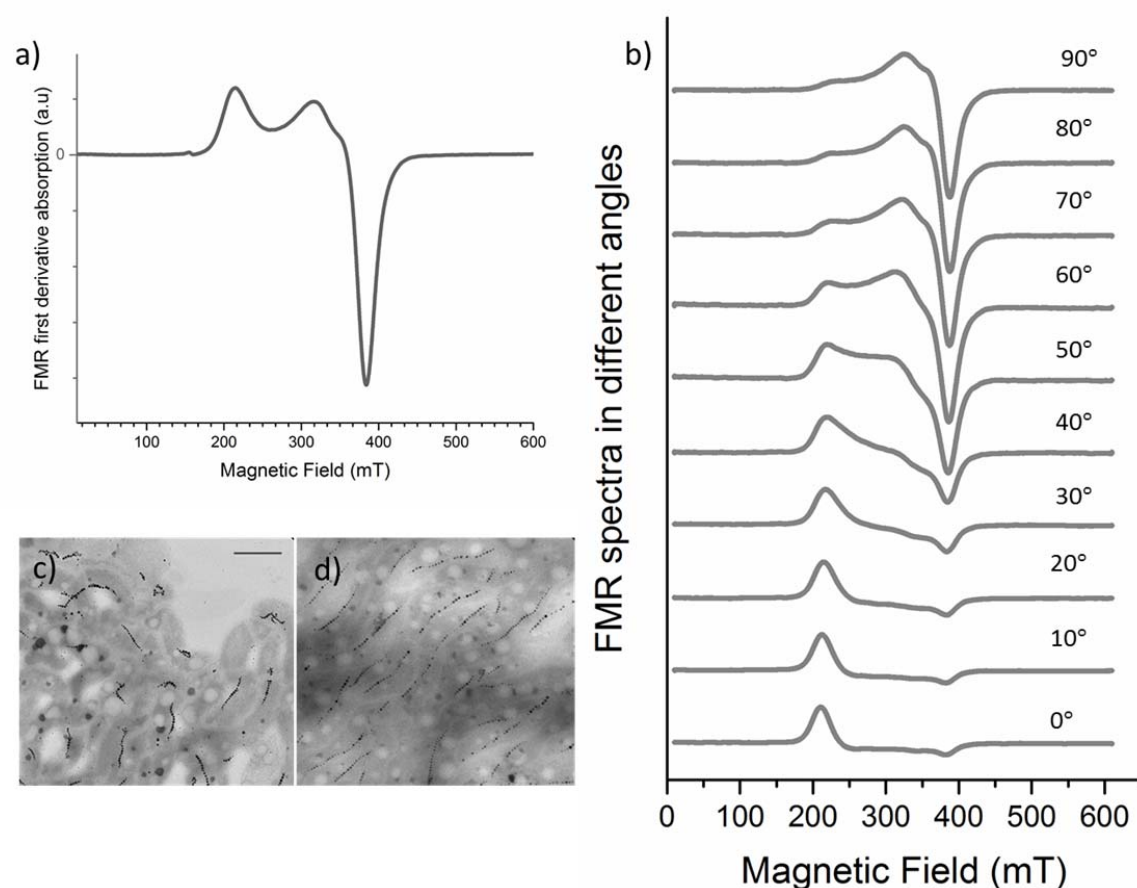 a)
FMR first derivative absorption (a.u)
0
100 200 300 400 500 600
Magnetic Field (mT)
b)
FMR spectra in different angles
90°
80°
70°
60°
50°
40°
30°
20°
10°
0°
0 100 200 300 400 500 600
Magnetic Field (mT)
c)
d)